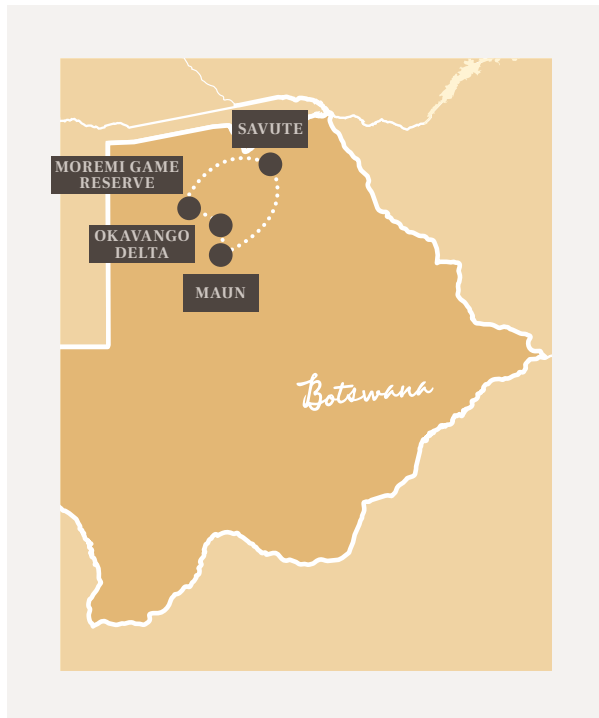 SAVUTE
MOREMI GAME
RESERVE
OKAVANGO
DELTA
MAUN
Botswana